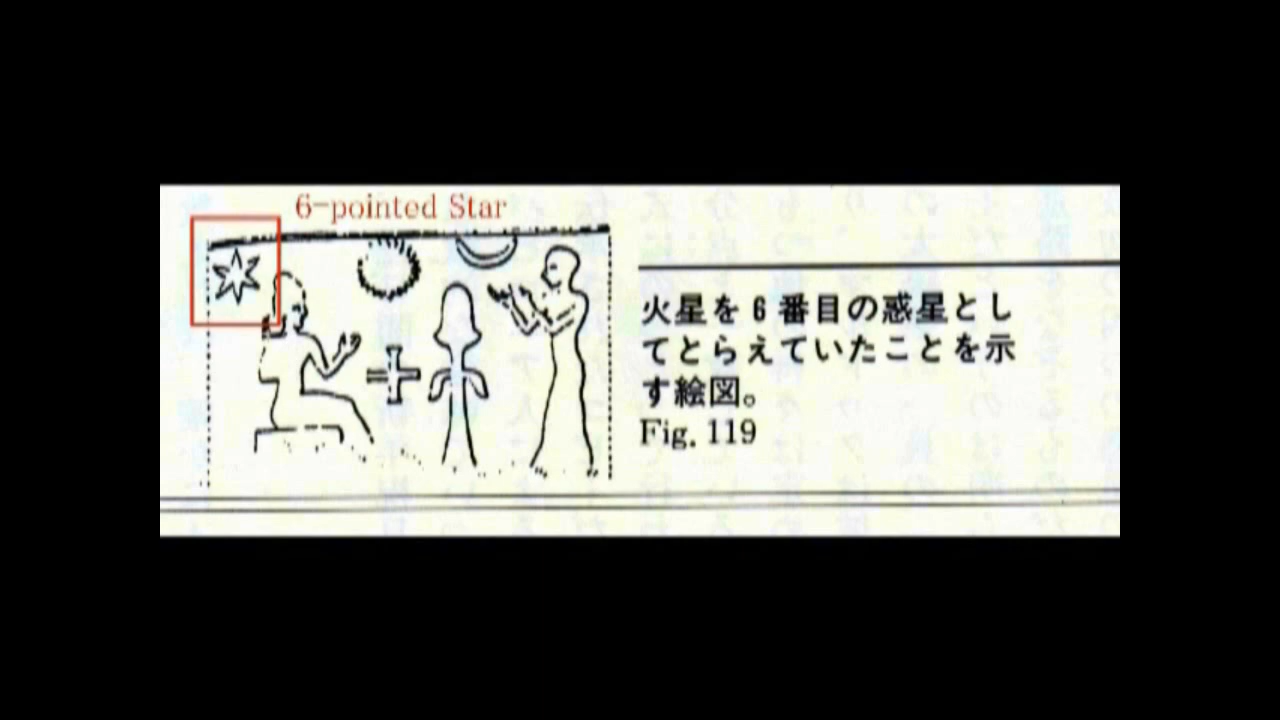 6-pointed Star
火星を6番目の惑星とし
てとらえていたことを示
す絵図。
Fig. 119